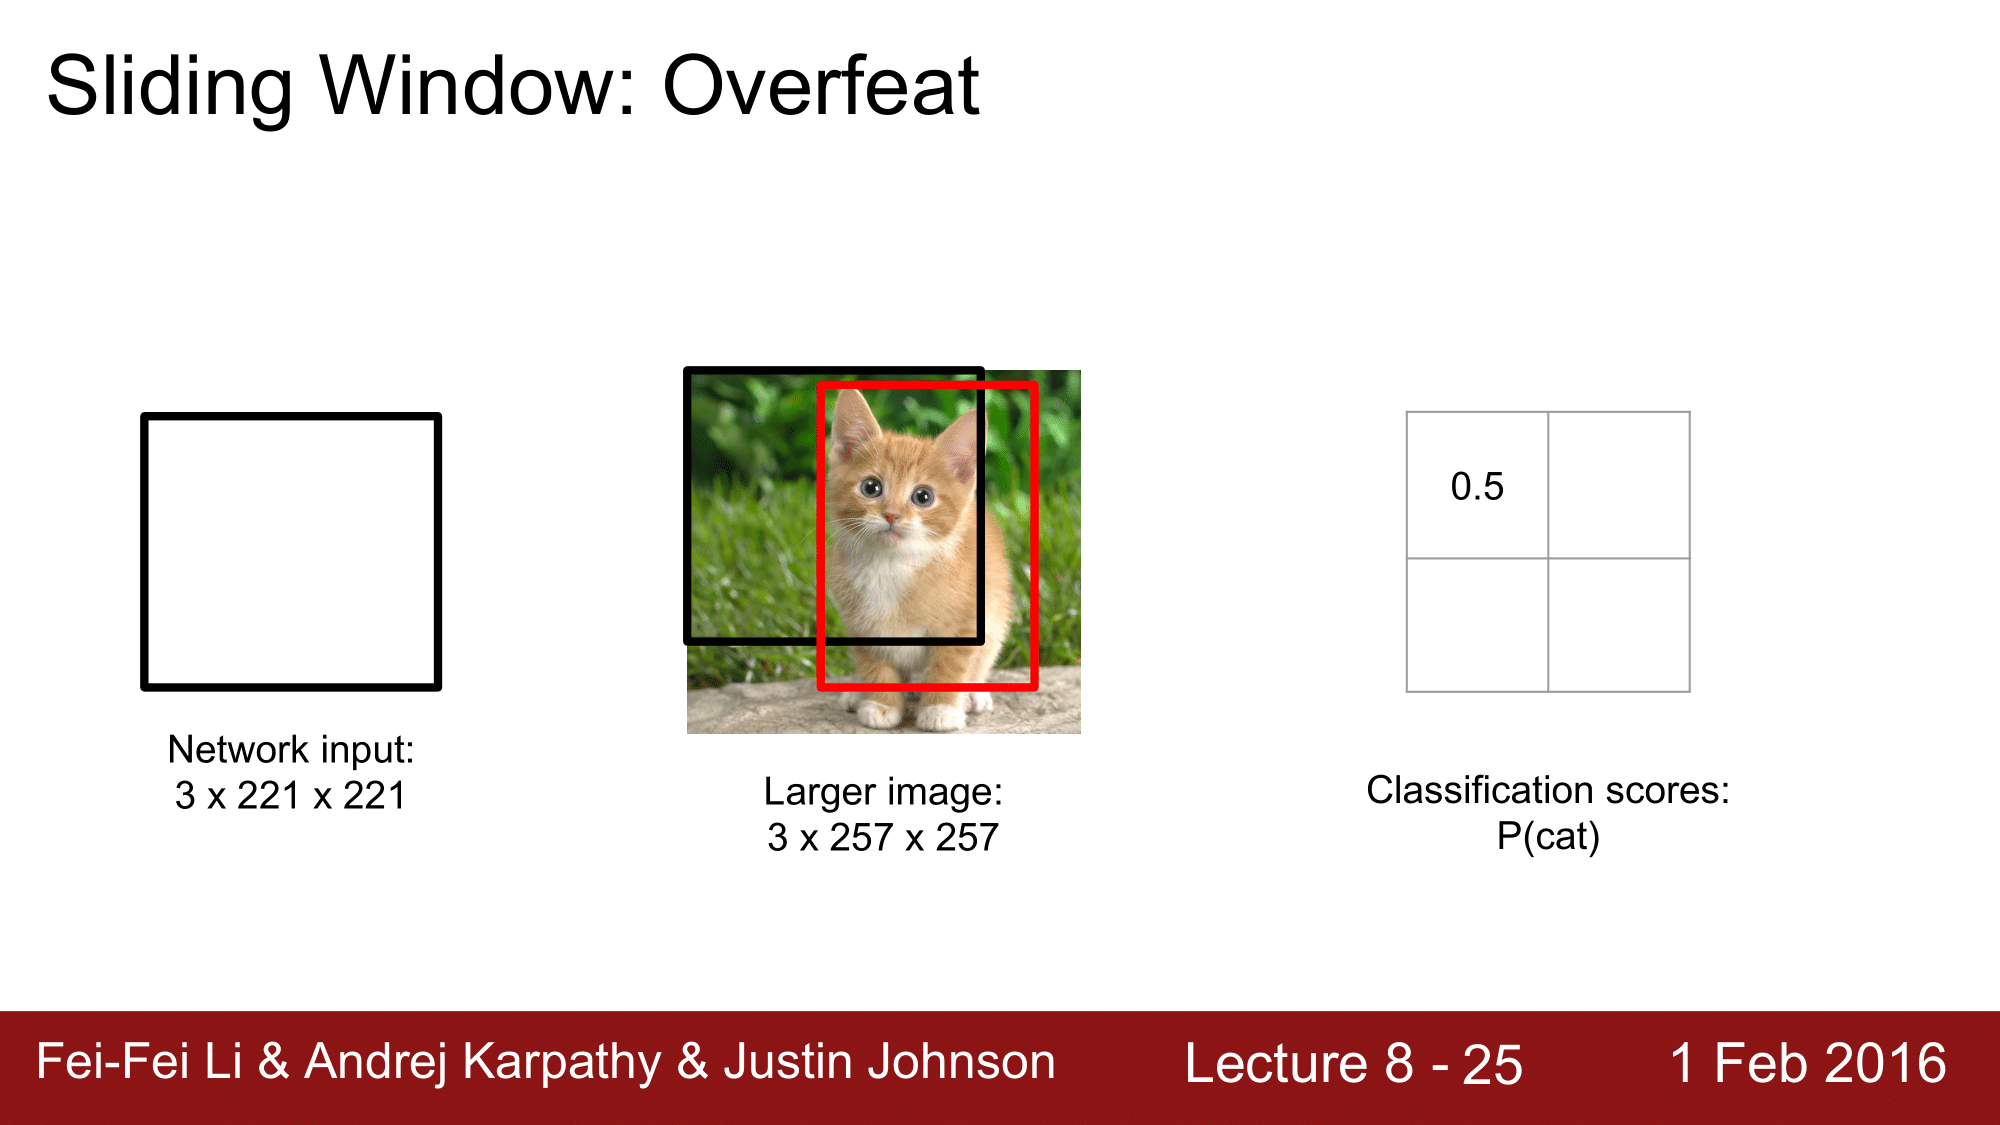 Sliding Window: Overfeat
Network input:
3 x 221 x 221
Larger image:
3 x 257 x 257
0.5
Classification scores:
P(cat)
Fei-Fei Li & Andrej Karpathy & Justin Johnson
Lecture 8 - 25
1 Feb 2016